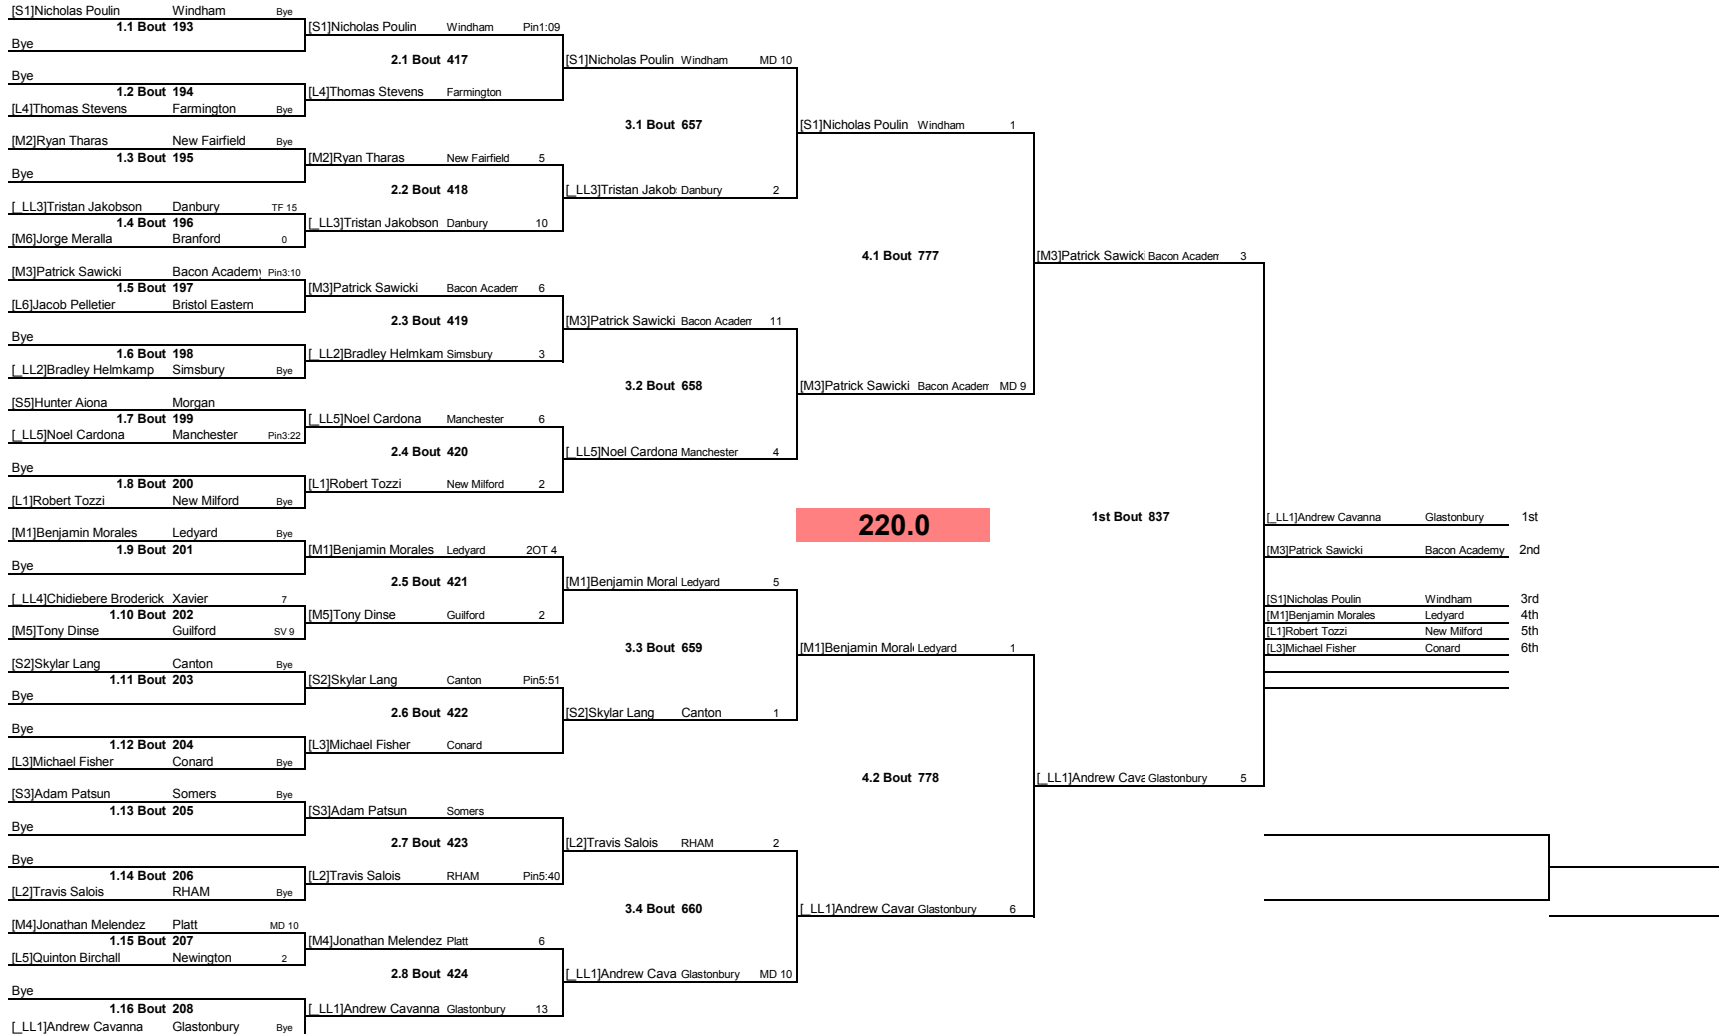 [S1]Nicholas Poulin Windham Bye
1.1 Bout 193
Bye
Bye
1.2 Bout 194
[L4]Thomas Stevens Farmington Bye
[M2]Ryan Tharas New Fairfield Bye
1.3 Bout 195
Bye
[_LL3]Tristan Jakobson Danbury TF 15
1.4 Bout 196
[M6]Jorge Meralla Branford 0
[M3]Patrick Sawicki Bacon Academy Pin3:10
1.5 Bout 197
[L6]Jacob Pelletier Bristol Eastern
Bye
1.6 Bout 198
[_LL2]Bradley Helmkamp Simsbury Bye
[S5]Hunter Aiona Morgan
1.7 Bout 199
[_LL5]Noel Cardona Manchester Pin3:22
Bye
1.8 Bout 200
[L1]Robert Tozzi New Milford Bye
[M1]Benjamin Morales Ledyard Bye
1.9 Bout 201
Bye
[_LL4]Chidiebere Broderick Xavier 7
1.10 Bout 202
[M5]Tony Dinse Guilford SV 9
[S2]Skylar Lang Canton Bye
1.11 Bout 203
Bye
Bye
1.12 Bout 204
[L3]Michael Fisher Conard Bye
[S3]Adam Patsun Somers Bye
1.13 Bout 205
Bye
Bye
1.14 Bout 206
[L2]Travis Salois RHAM Bye
[M4]Jonathan Melendez Platt MD 10
1.15 Bout 207
[L5]Quinton Birchall Newington 2
Bye
1.16 Bout 208
[_LL1]Andrew Cavanna Glastonbury Bye
[S1]Nicholas Poulin Windham Pin1:09
2.1 Bout 417
[L4]Thomas Stevens Farmington
[M2]Ryan Tharas New Fairfield 5
2.2 Bout 418
[_LL3]Tristan Jakobson Danbury 10
[M3]Patrick Sawicki Bacon Academ 6
2.3 Bout 419
[_LL2]Bradley Helmkam Simsbury 3
[_LL5]Noel Cardona Manchester 6
2.4 Bout 420
[L1]Robert Tozzi New Milford 2
[M1]Benjamin Morales Ledyard 2OT 4
2.5 Bout 421
[M5]Tony Dinse Guilford 2
[S2]Skylar Lang Canton Pin5:51
2.6 Bout 422
[L3]Michael Fisher Conard
[S3]Adam Patsun Somers
2.7 Bout 423
[L2]Travis Salois RHAM Pin5:40
[M4]Jonathan Melendez Platt 6
2.8 Bout 424
[_LL1]Andrew Cavanna Glastonbury 13
[S1]Nicholas Poulin Windham MD 10
3.1 Bout 657
[_LL3]Tristan Jakob Danbury 2
[M3]Patrick Sawicki Bacon Academ 11
3.2 Bout 658
[_LL5]Noel Cardona Manchester 4
[M1]Benjamin Moral Ledyard 5
3.3 Bout 659
[S2]Skylar Lang Canton 1
[L2]Travis Salois RHAM 2
3.4 Bout 660
[_LL1]Andrew Cava Glastonbury MD 10
[S1]Nicholas Poulin Windham 1
4.1 Bout 777
[M3]Patrick Sawicki Bacon Academ MD 9
220.0
[M1]Benjamin Moral Ledyard 1
4.2 Bout 778
[_LL1]Andrew Cavar Glastonbury 6
[M3]Patrick Sawick Bacon Academ 3
1st Bout 837
[_LL1]Andrew Cava Glastonbury 5
[_LL1]Andrew Cavanna Glastonbury 1st
[M3]Patrick Sawicki Bacon Academy 2nd
[S1]Nicholas Poulin Windham 3rd
[M1]Benjamin Morales Ledyard 4th
[L1]Robert Tozzi New Milford 5th
[L3]Michael Fisher Conard 6th